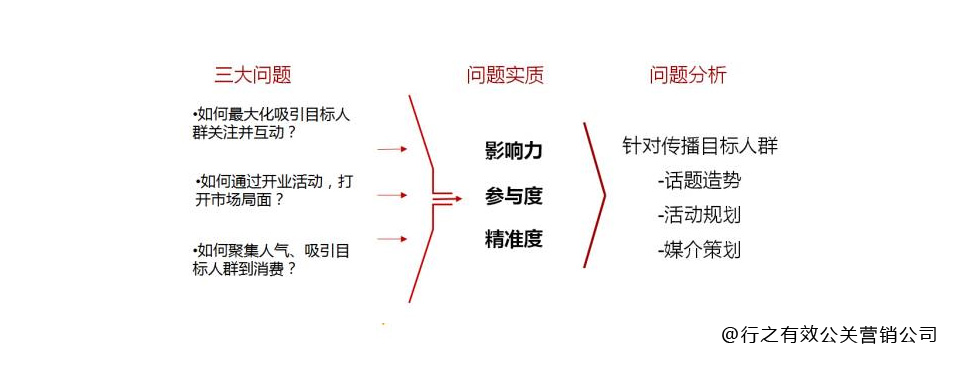 三大问题
•如何最大化吸引目标人
群关注并互动？
•如何通过开业活动，打
开市场局面？
•如何聚集人气、吸引目
标人群到消费？
问题实质
影响力
参与度
精准度
问题分析
针对传播目标人群
-话题造势
-活动规划
-媒介策划
@行之有效公关营销公司